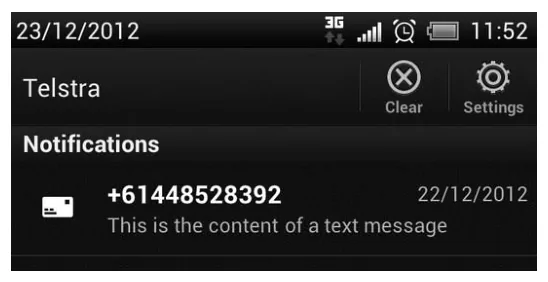 23/12/2012 3G 11:52
Telstra
Clear Settings
Notifications
+61448528392 22/12/2012
This is the content of a text message